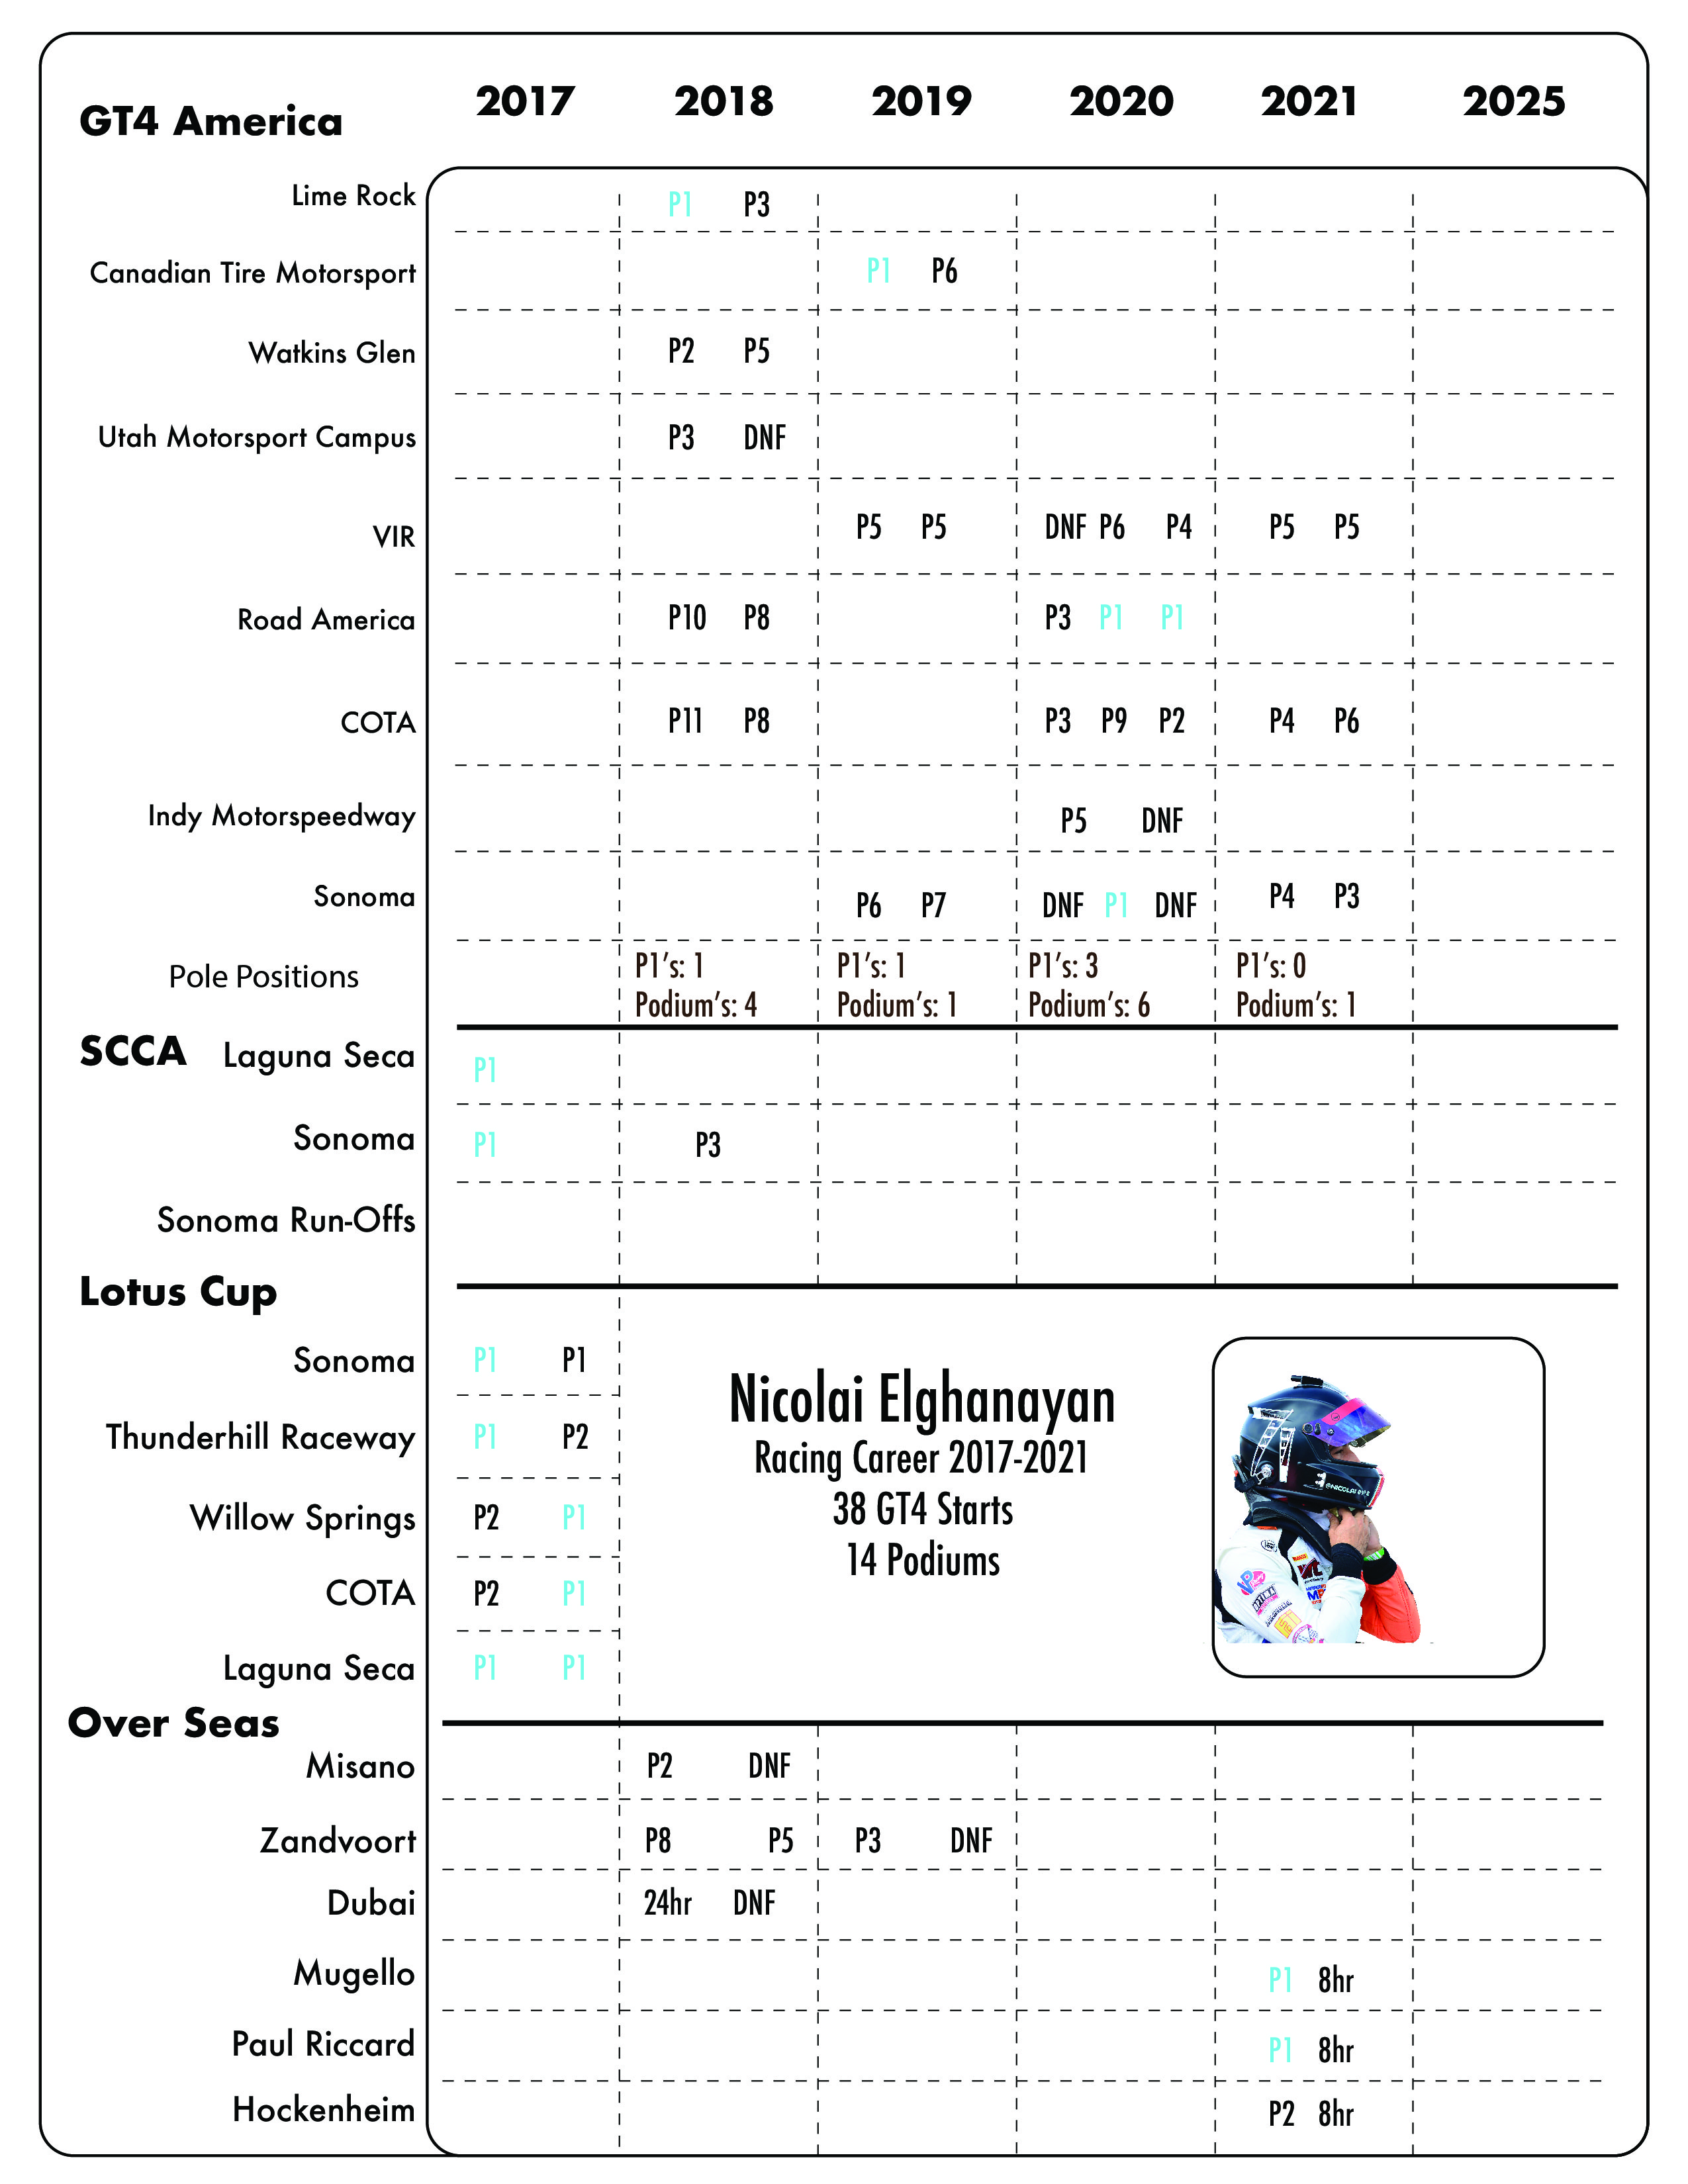 GT4 America 2017 2018 2019 2020 2021 2025
Lime Rock P1 P3
Canadian Tire Motorsport P1 P6
Watkins Glen P2 P5
Utah Motorsport Campus P3 DNF
VIR P5 P5 DNF P6 P4 P5 P5
Road America P10 P8 P3 P1 P1
COTA P11 P8 P3 P9 P2 P4 P6
Indy Motorspeedway P5 DNF
Sonoma P6 P7 DNF P1 DNF P4 P3
Pole Positions
P1's: 1 P1's: 1 P1's: 3 P1's: 0
Podium's: 4 Podium's: 1 Podium's: 6 Podium's: 1
SCCA Laguna Seca P1
Sonoma P1 P3
Sonoma Run-Offs
Lotus Cup
Sonoma P1 P1
Thunderhill Raceway P1 P2
Willow Springs P2 P1
COTA P2 P1
Laguna Seca P1 P1
Nicolai Elghanayan
Racing Career 2017-2021
38 GT4 Starts
14 Podiums
71
VP
OPTIMA
Over Seas
Misano P2 DNF
Zandvoort P8 P5 P3 DNF
Dubai 24hr DNF
Mugello P1 8hr
Paul Riccard P1 8hr
Hockenheim P2 8hr